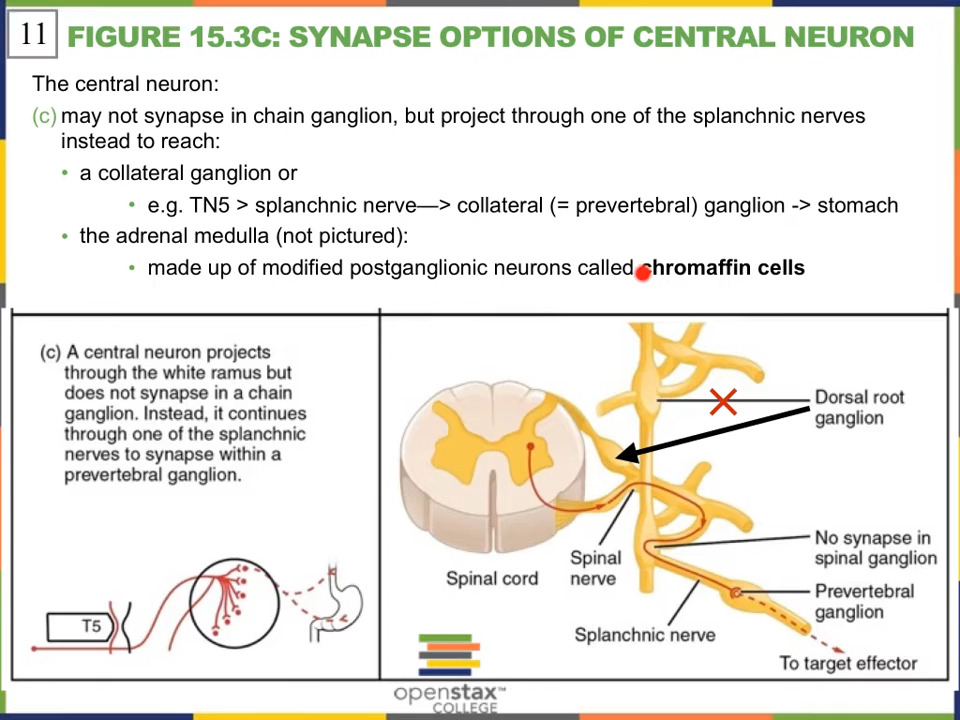 11 FIGURE 15.3C: SYNAPSE OPTIONS OF CENTRAL NEURON
The central neuron:
(c) may not synapse in chain ganglion, but project through one of the splanchnic nerves
instead to reach:
• a collateral ganglion or
• e.g. TN5 > splanchnic nerve—> collateral (= prevertebral) ganglion -> stomach
• the adrenal medulla (not pictured):
• made up of modified postganglionic neurons called chromaffin cells
(c) A central neuron projects
through the white ramus but
does not synapse in a chain
ganglion. Instead, it continues
through one of the splanchnic
nerves to synapse within a
prevertebral ganglion.
T5
Dorsal root
ganglion
No synapse in
spinal ganglion
Spinal
nerve
Spinal cord
Prevertebral
ganglion
Splanchnic nerve
To target effector
openstax™
COLLEGE